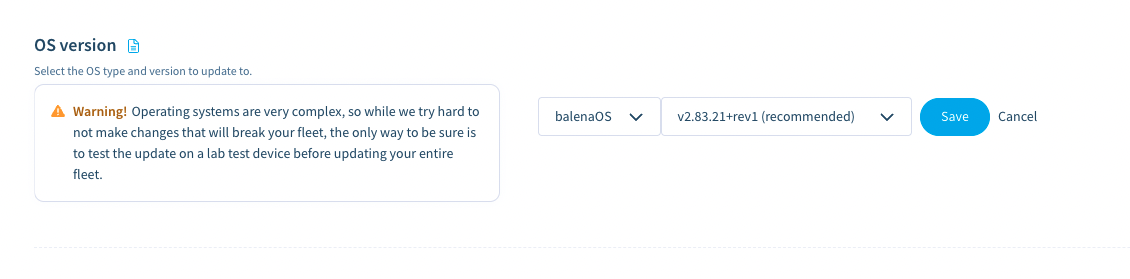 OS version
Select the OS type and version to update to.
Warning! Operating systems are very complex, so while we try hard to
not make changes that will break your fleet, the only way to be sure is
to test the update on a lab test device before updating your entire
fleet.
balenaOS
v2.83.21+rev1 (recommended)
Save
Cancel